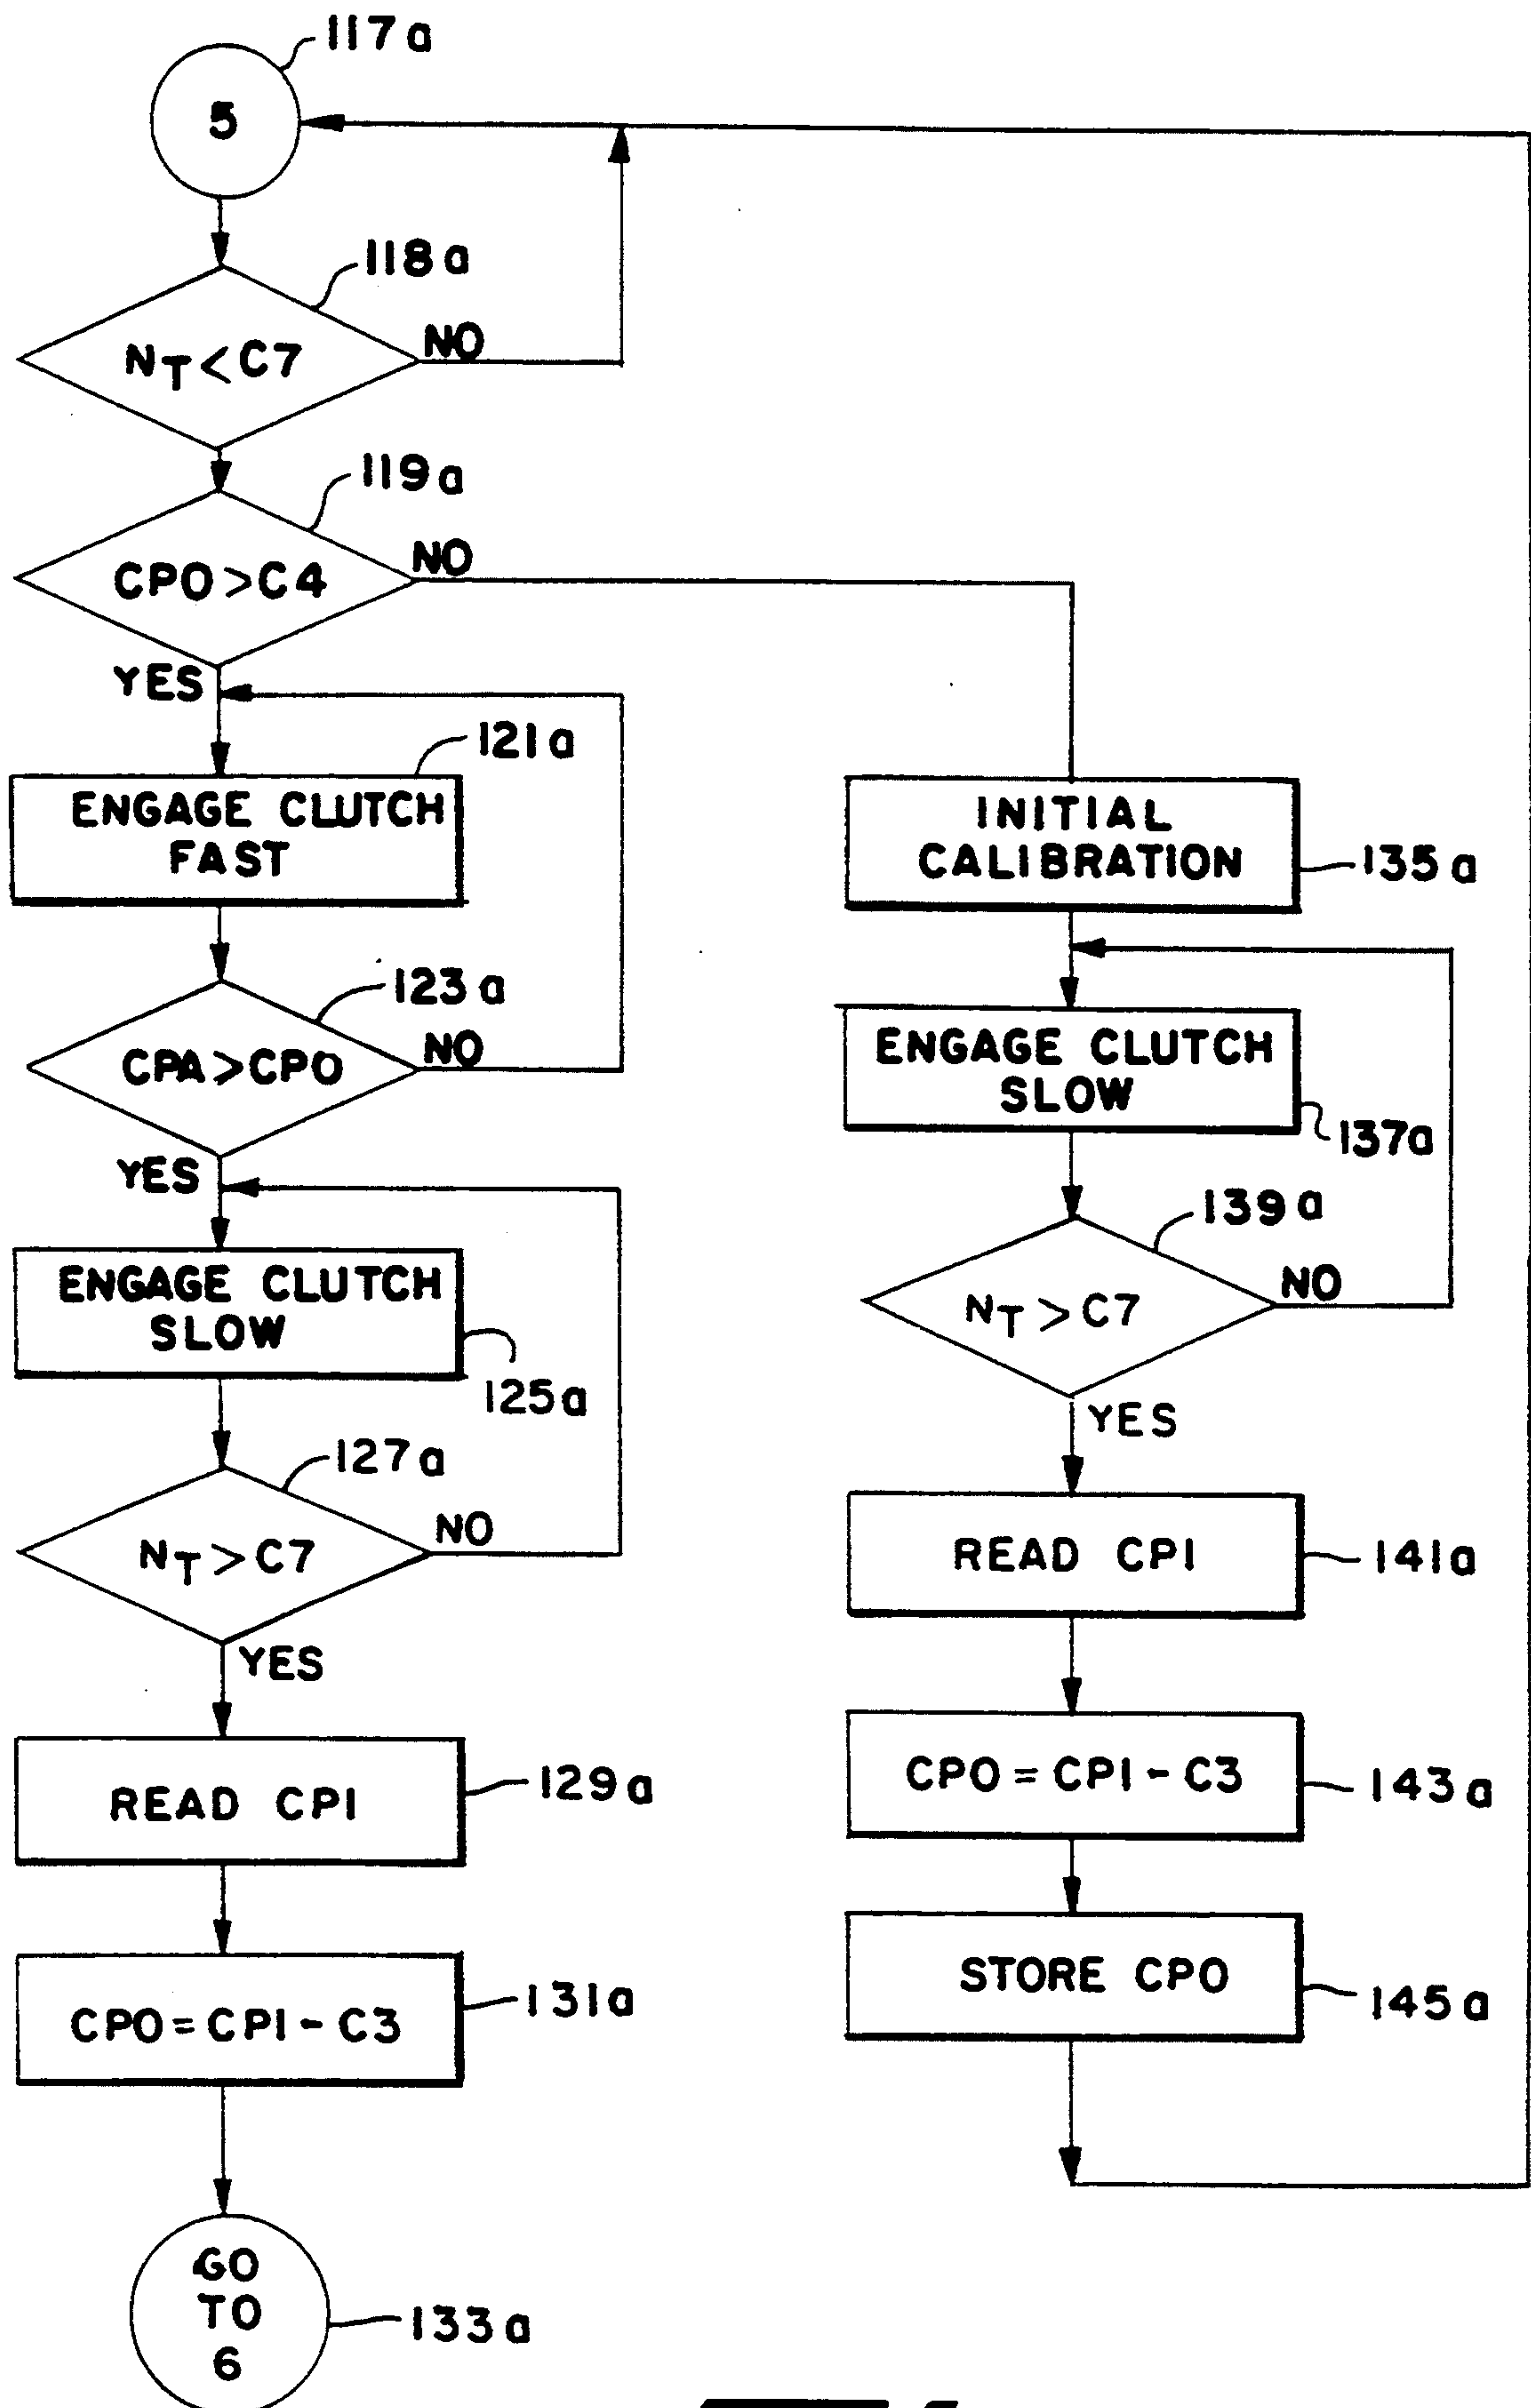 117a
5
118a
N_T<C7
NO
119a
CPO>C4
NO
YES
121a
ENGAGE CLUTCH
FAST
123a
CPA>CPO
NO
YES
ENGAGE CLUTCH
SLOW
125a
127a
N_T>C7
NO
YES
READ CPI
129a
CPO=CPI-C3
131a
GO
TO
6
133a
INITIAL
CALIBRATION
135a
ENGAGE CLUTCH
SLOW
137a
139a
N_T>C7
NO
YES
READ CPI
141a
CPO=CPI-C3
143a
STORE CPO
145a